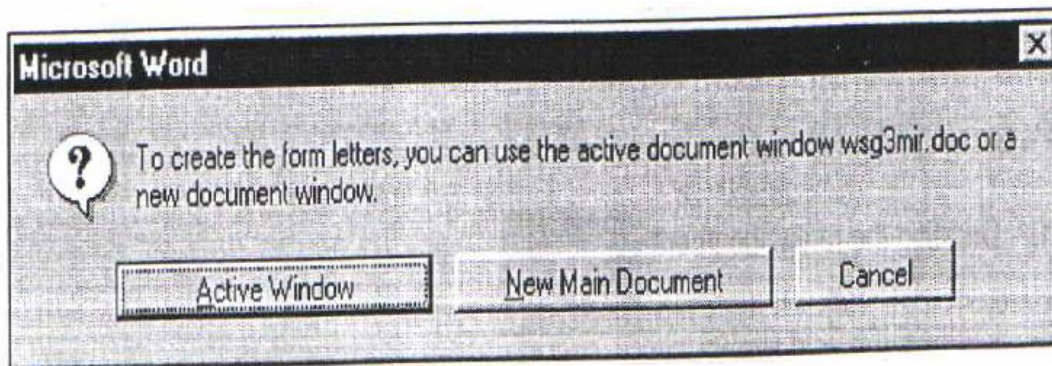 Microsoft Word
?
To create the form letters, you can use the active document window wsg3mir.doc or a
new document window.
Active Window New Main Document Cancel